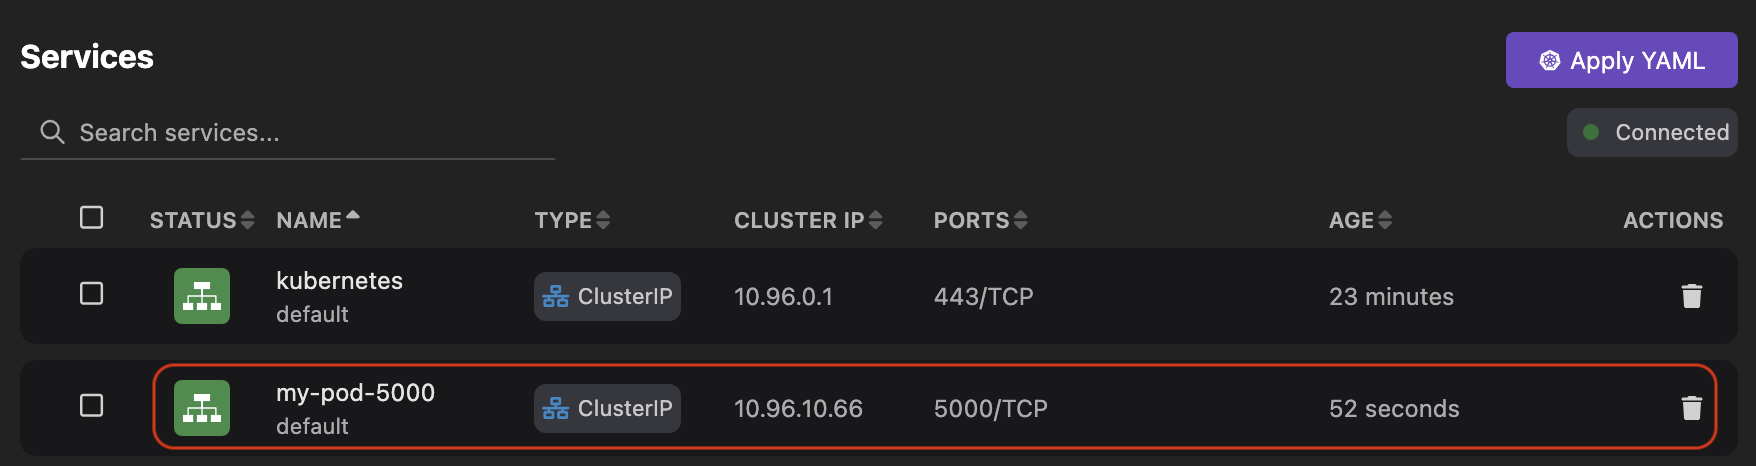 Services
Apply YAML
Search services...
Connected
STATUS NAME TYPE CLUSTER IP PORTS AGE ACTIONS
kubernetes
default
ClusterIP 10.96.0.1 443/TCP 23 minutes
my-pod-5000
default
ClusterIP 10.96.10.66 5000/TCP 52 seconds